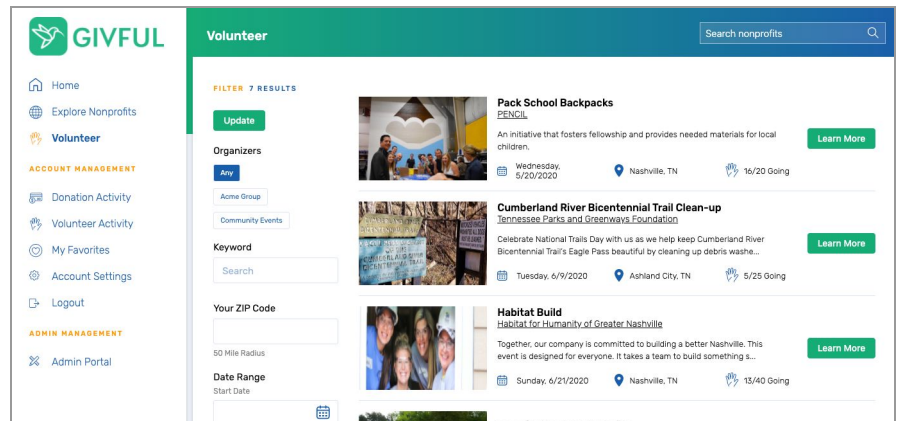 GIVFUL
Volunteer
Search nonprofits
Home
Explore Nonprofits
Volunteer
ACCOUNT MANAGEMENT
Donation Activity
Volunteer Activity
My Favorites
Account Settings
Logout
ADMIN MANAGEMENT
Admin Portal
FILTER 7 RESULTS
Update
Organizers
Any
Acme Group
Community Events
Keyword
Search
Your ZIP Code
50 Mile Radius
Date Range
Start Date
Pack School Backpacks
PENCIL
An initiative that fosters fellowship and provides needed materials for local
children.
Wednesday,
5/20/2020
Nashville, TN
16/20 Going
Learn More
Cumberland River Bicentennial Trail Clean-up
Tennessee Parks and Greenways Foundation
Celebrate National Trails Day with us as we help keep Cumberland River
Bicentennial Trail's Eagle Pass beautiful by cleaning up debris washe...
Tuesday, 6/9/2020
Ashland City, TN
5/25 Going
Learn More
Habitat Build
Habitat for Humanity of Greater Nashville
Together, our company is committed to building a better Nashville. This
event is designed for everyone. It takes a team to build something s...
Sunday, 6/21/2020
Nashville, TN
13/40 Going
Learn More